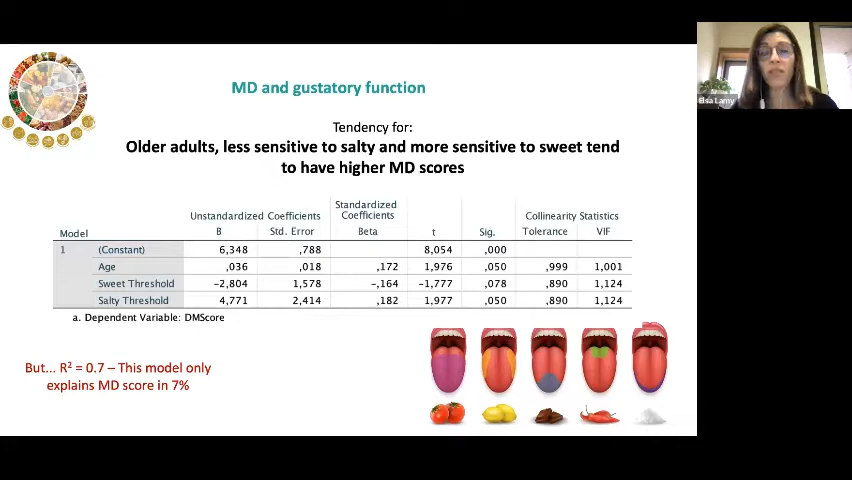 MD and gustatory function
Elsa Lamy
Tendency for:
Older adults, less sensitive to salty and more sensitive to sweet tend
to have higher MD scores
Model
Unstandardized Coefficients
Standardized Coefficients
t
Sig.
Collinearity Statistics
B
Std. Error
Beta
Tolerance
VIF
1 (Constant) 6,348 ,788 8,054 ,000
Age ,036 ,018 ,172 1,976 ,050 ,999 1,001
Sweet Threshold -2,804 1,578 -,164 -1,777 ,078 ,890 1,124
Salty Threshold 4,771 2,414 ,182 1,977 ,050 ,890 1,124
a. Dependent Variable: DMScore
But... R² = 0.7 – This model only
explains MD score in 7%